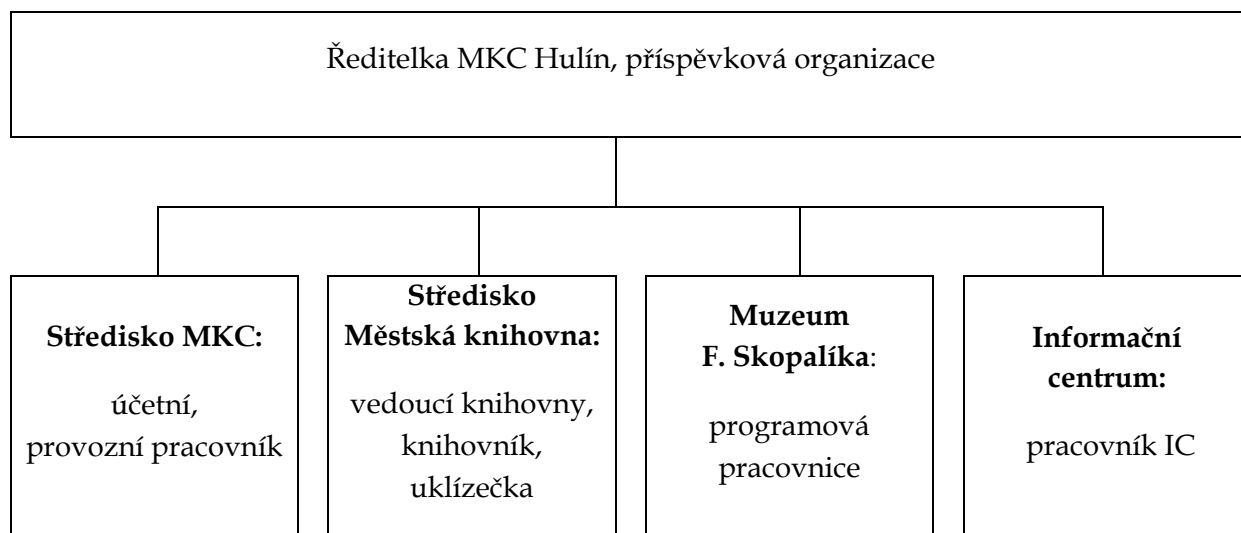 Ředitelka MKC Hulín, příspěvková organizace
Středisko MKC:
účetní,
provozní pracovník
Středisko
Městská knihovna:
vedoucí knihovny,
knihovník,
uklízečka
Muzeum
F. Skopalíka:
programová
pracovnice
Informační
centrum:
pracovník IC